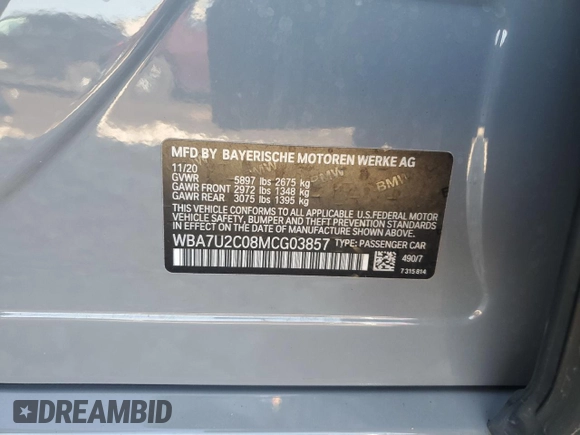 MFD BY BAYERISCHE MOTOREN WERKE AG
11/20
GVWR 5897 lbs 2675 kg
GAWR FRONT 2972 lbs 1348 kg
GAWR REAR 3075 lbs 1395 kg
THIS VEHICLE CONFORMS TO ALL APPLICABLE U.S. FEDERAL MOTOR
VEHICLE SAFETY, BUMPER AND THEFT PREVENTION STANDARDS IN EFFECT
ON THE DATE OF MANUFACTURE SHOWN ABOVE.
WBA7U2C08MCG03857 TYPE: PASSENGER CAR
490/7
7 315 814
BMW
BMW
DREAMBID